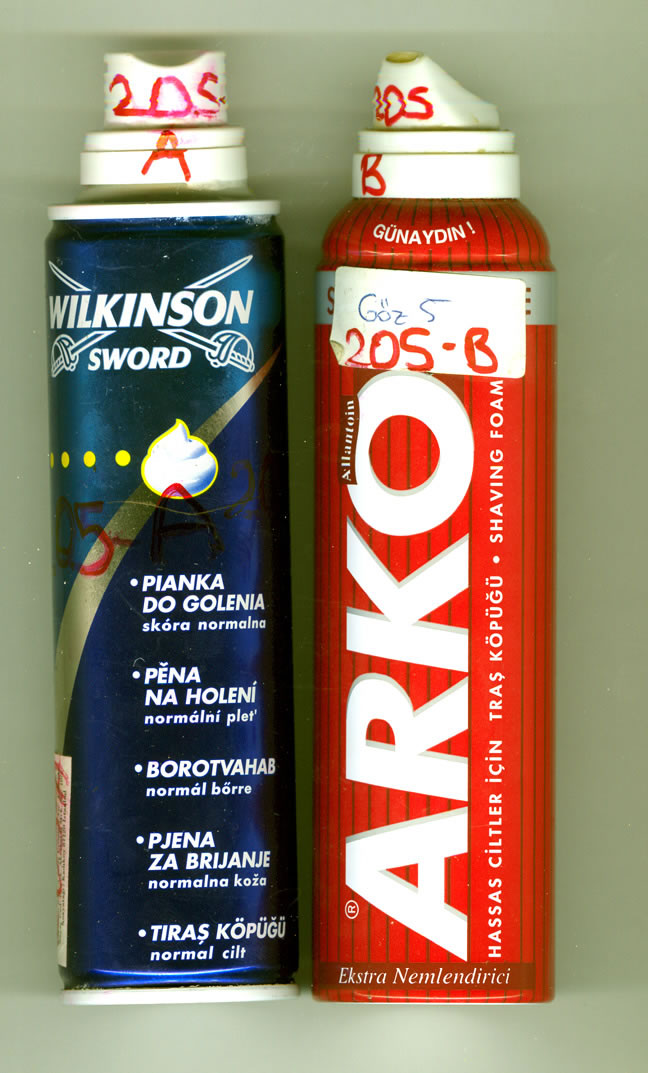 205
A
WILKINSON
SWORD
05-A
• PIANKA
DO GOLENIA
skóra normalna
• PĚNA
NA HOLENÍ
normální plet'
• BOROTVAHAB
normál bőrre
• PJENA
ZA BRIJANJE
normalna koža
• TIRAŞ KÖPÜĞÜ
normal cilt
205
B
GÜNAYDIN!
Göz 5
205-B
Allantoin
ARKO
®
HASSAS CİLTLER İÇİN TRAŞ KÖPÜĞÜ • SHAVING FOAM
Ekstra Nemlendirici